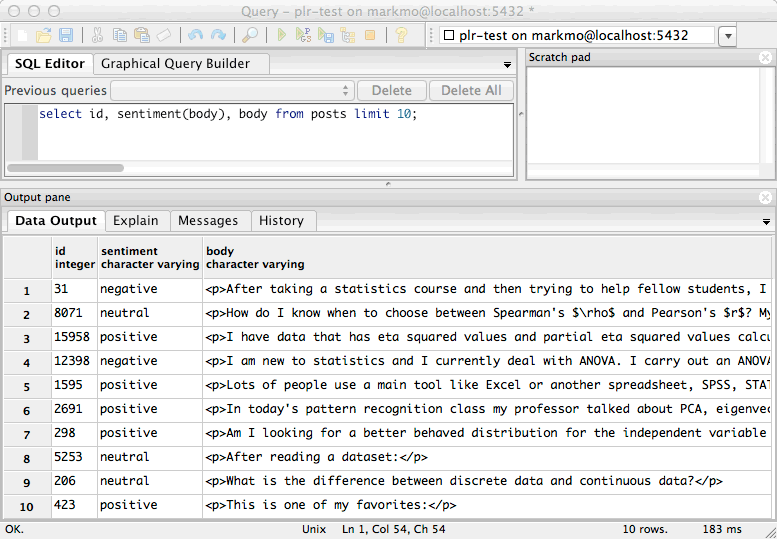 Query - plr-test on markmo@localhost:5432 *
plr-test on markmo@localhost:5432
SQL Editor Graphical Query Builder
Previous queries Delete Delete All
select id, sentiment(body), body from posts limit 10;
Scratch pad
Output pane
Data Output Explain Messages History
id sentiment body
integer character varying character varying
1 31 negative <p>After taking a statistics course and then trying to help fellow students, I
2 8071 neutral <p>How do I know when to choose between Spearman's $\rho$ and Pearson's $r$? My
3 15958 positive <p>I have data that has eta squared values and partial eta squared values calcu
4 12398 negative <p>I am new to statistics and I currently deal with ANOVA. I carry out an ANOVA
5 1595 positive <p>Lots of people use a main tool like Excel or another spreadsheet, SPSS, STAT
6 2691 positive <p>In today's pattern recognition class my professor talked about PCA, eigenvec
7 298 positive <p>Am I looking for a better behaved distribution for the independent variable
8 5253 neutral <p>After reading a dataset:</p>
9 206 neutral <p>What is the difference between discrete data and continuous data?</p>
10 423 positive <p>This is one of my favorites:</p>
OK. Unix Ln 1, Col 54, Ch 54 10 rows. 183 ms